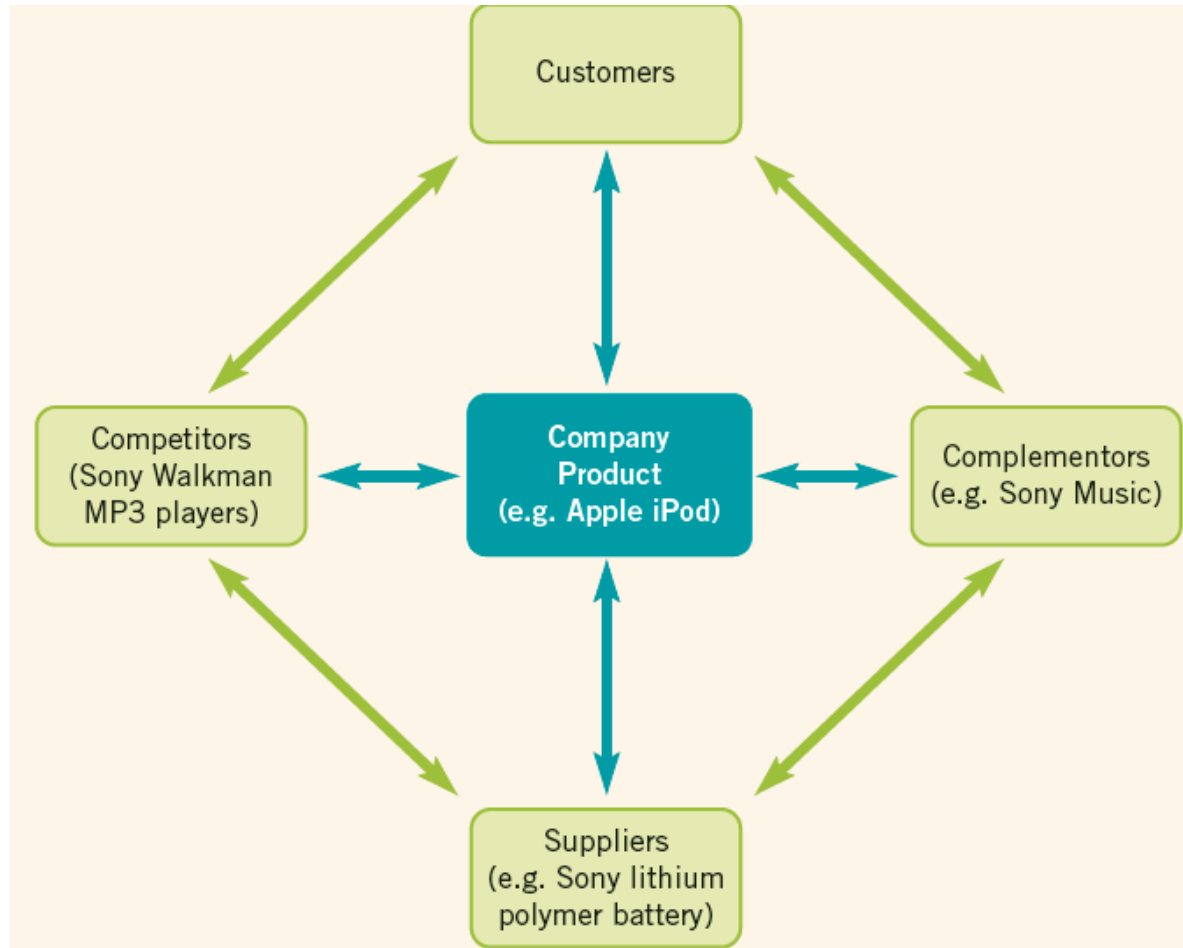 Customers
Competitors
(Sony Walkman
MP3 players)
Company
Product
(e.g. Apple iPod)
Complementors
(e.g. Sony Music)
Suppliers
(e.g. Sony lithium
polymer battery)